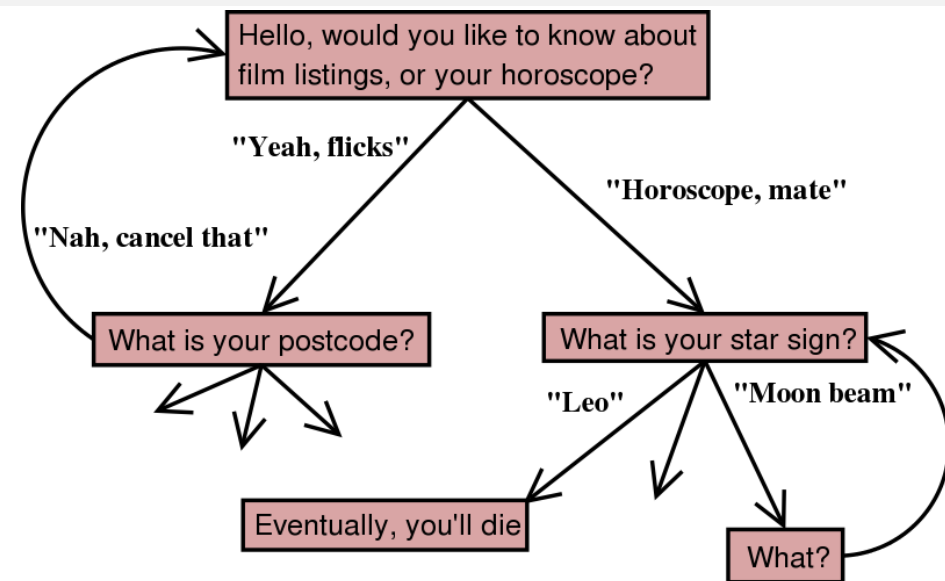 Hello, would you like to know about
film listings, or your horoscope?
"Yeah, flicks"
"Horoscope, mate"
"Nah, cancel that"
What is your postcode?
What is your star sign?
"Leo"
"Moon beam"
Eventually, you'll die
What?